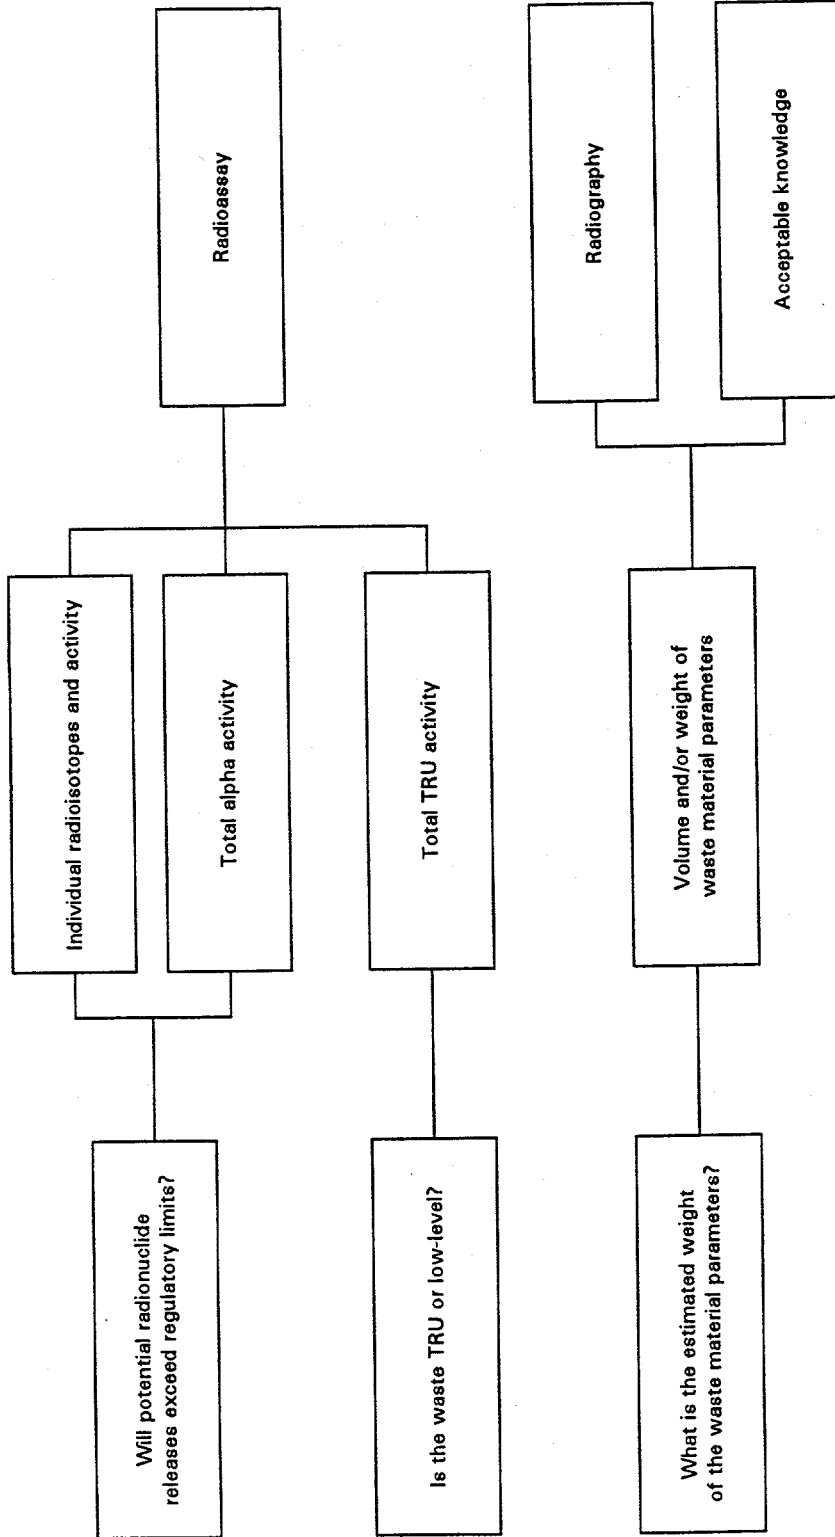 Will potential radionuclide
releases exceed regulatory limits?
Individual radioisotopes and activity
Total alpha activity
Radioassay
Is the waste TRU or low-level?
Total TRU activity
What is the estimated weight
of the waste material parameters?
Volume and/or weight of
waste material parameters
Radiography
Acceptable knowledge